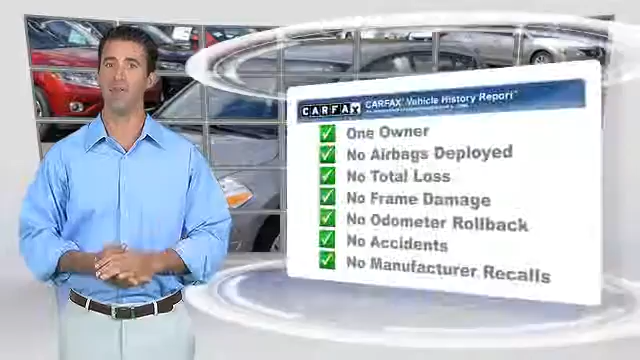 CARFAX CARFAX Vehicle History Report™
One Owner
No Airbags Deployed
No Total Loss
No Frame Damage
No Odometer Rollback
No Accidents
No Manufacturer Recalls